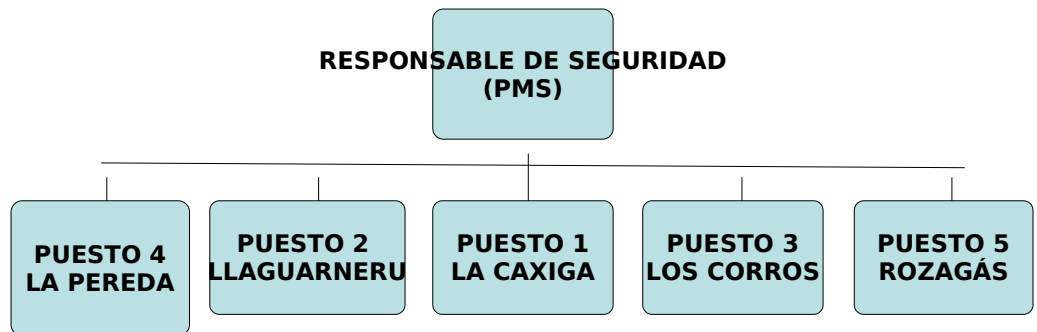 RESPONSABLE DE SEGURIDAD
(PMS)
PUESTO 4
LA PEREDA
PUESTO 2
LLAGUARNERU
PUESTO 1
LA CAXIGA
PUESTO 3
LOS CORROS
PUESTO 5
ROZAGÁS